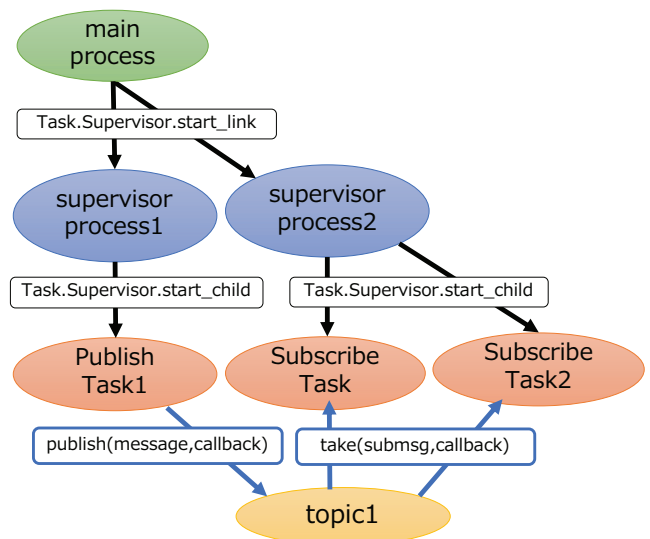 main
process
Task.Supervisor.start_link
supervisor
process1
supervisor
process2
Task.Supervisor.start_child
Task.Supervisor.start_child
Publish
Task1
Subscribe
Task
Subscribe
Task2
publish(message,callback)
take(submsg,callback)
topic1